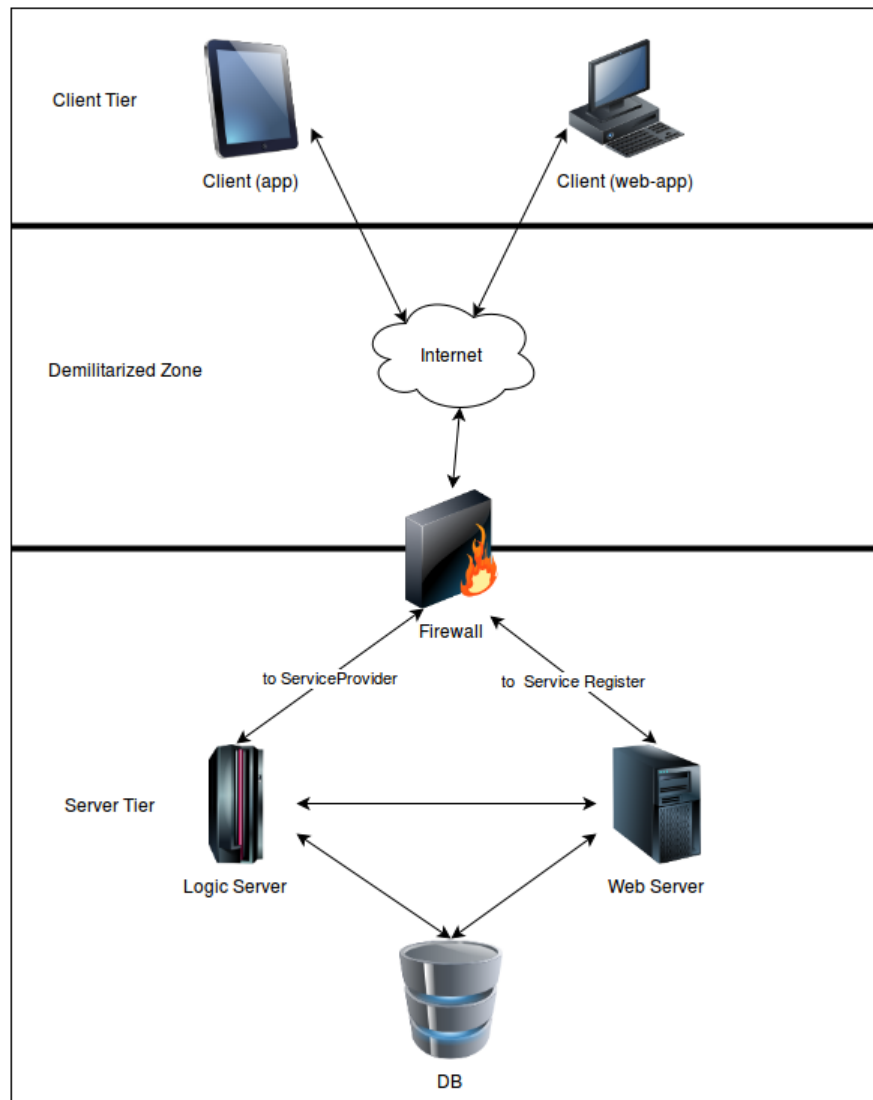 Client Tier
Client (app)
Client (web-app)
Internet
Demilitarized Zone
Firewall
to ServiceProvider
to Service Register
Server Tier
Logic Server
Web Server
DB